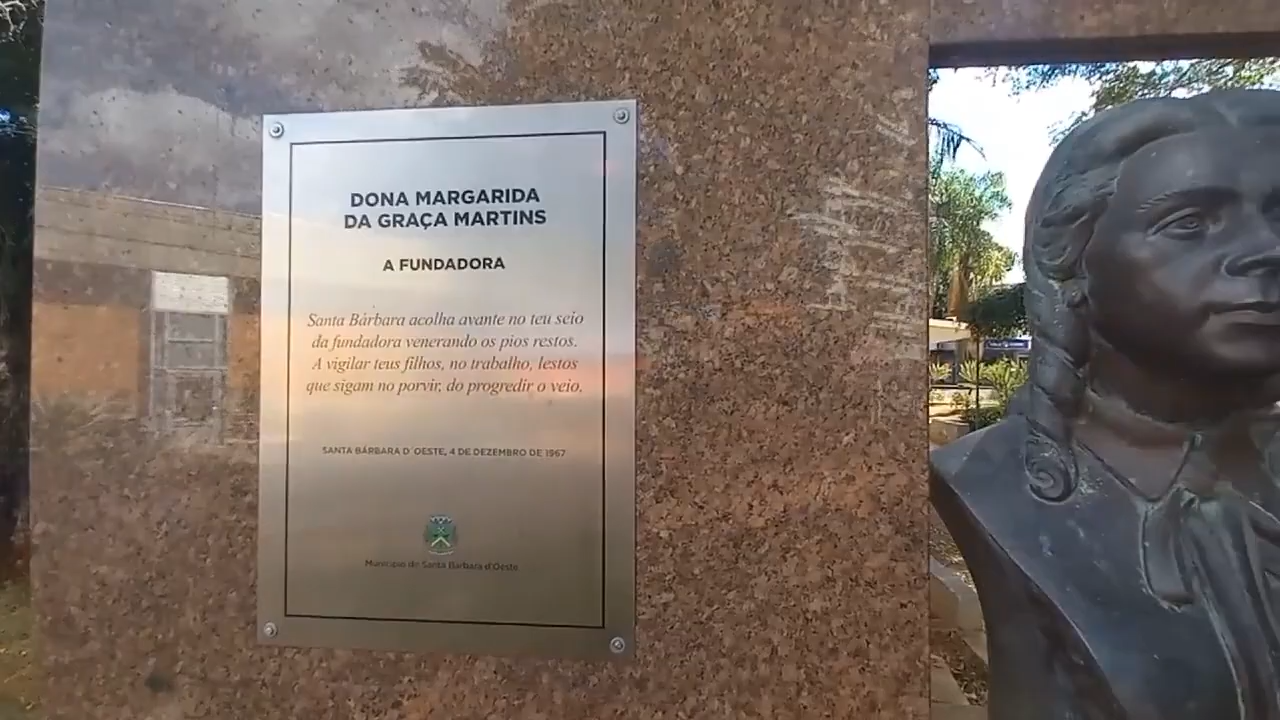 DONA MARGARIDA
DA GRAÇA MARTINS
A FUNDADORA
Santa Bárbara acolha avante no teu seio
da fundadora venerando os pios restos.
A vigilar teus filhos, no trabalho, lestos
que sigam no porvir, do progredir o veio.
SANTA BÁRBARA D´OESTE, 4 DE DEZEMBRO DE 1967
Município de Santa Bárbara d'Oeste